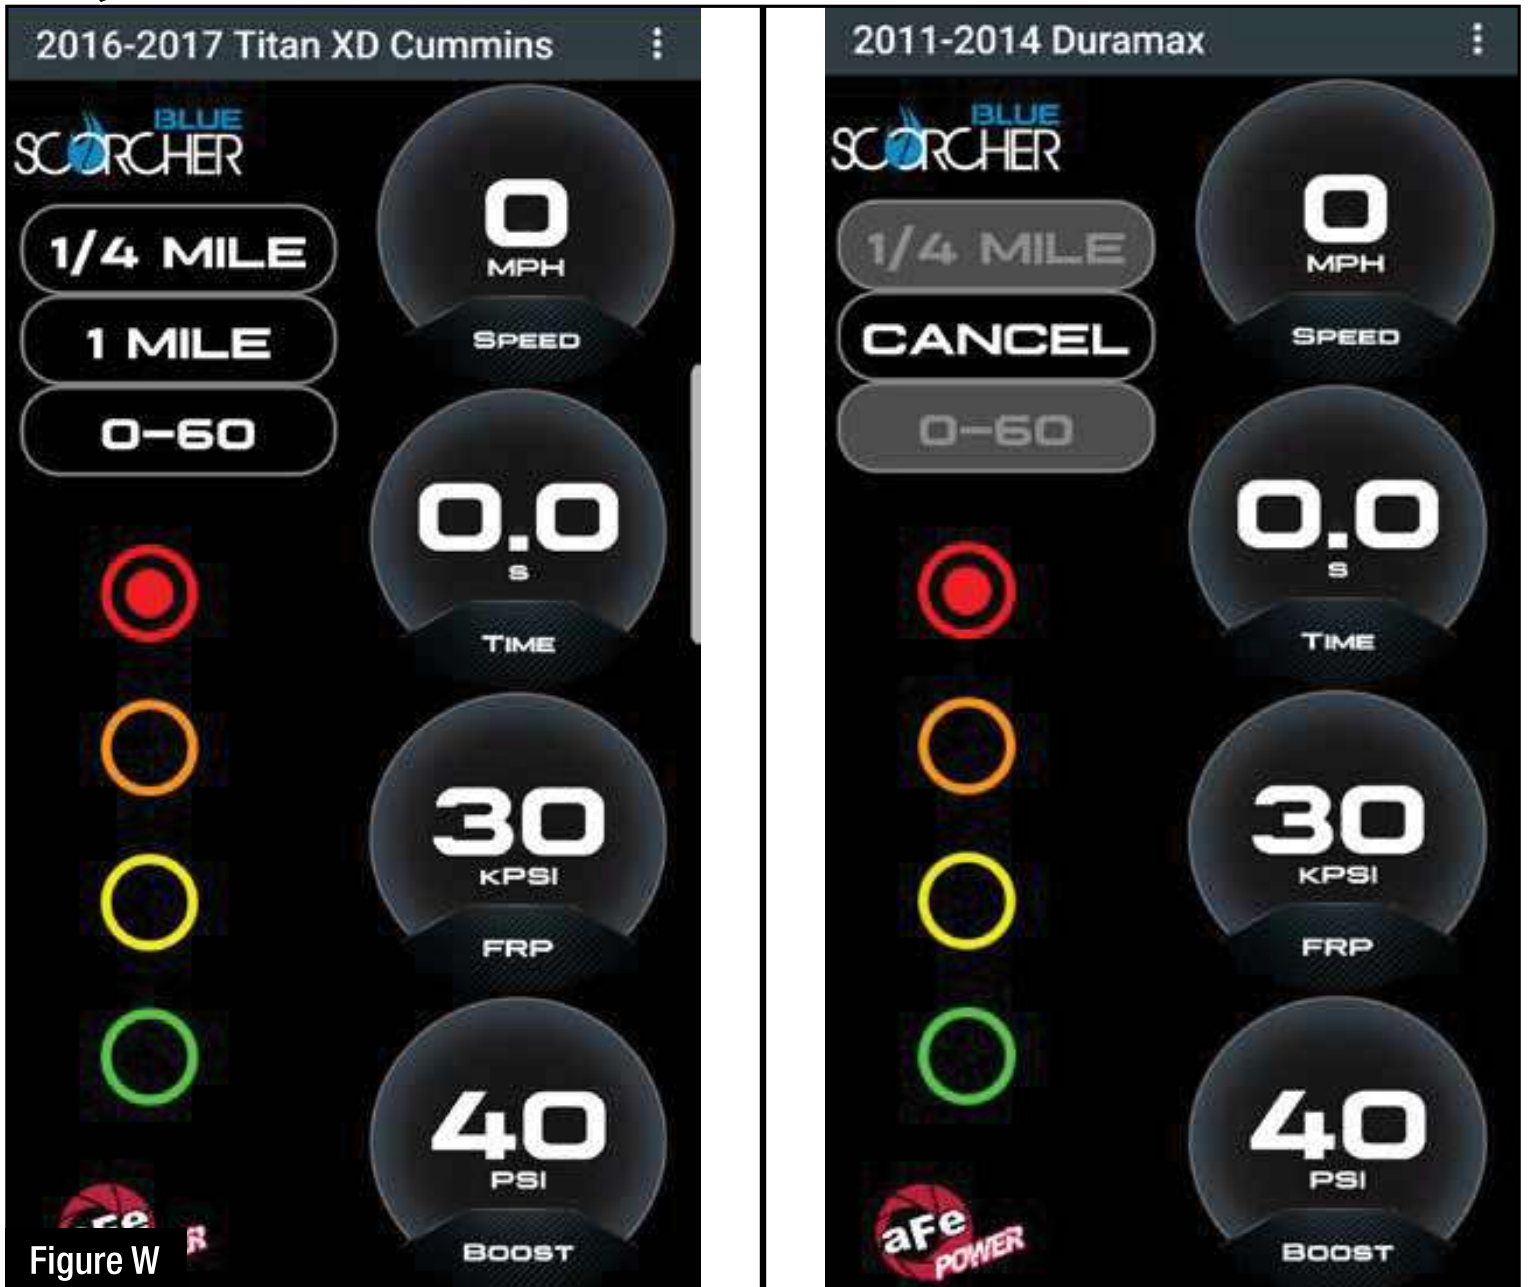 2016-2017 Titan XD Cummins
BLUE
SCORCHER
1/4 MILE
1 MILE
0-60
0
MPH
SPEED
0.0
S
TIME
30
KPSI
FRP
40
PSI
BOOST
aFe
Figure W
2011-2014 Duramax
BLUE
SCORCHER
1/4 MILE
CANCEL
0-60
0
MPH
SPEED
0.0
S
TIME
30
KPSI
FRP
40
PSI
BOOST
aFe
POWER